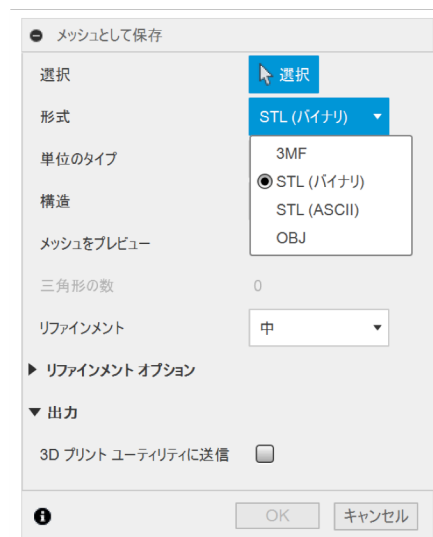 メッシュとして保存
選択 選択
形式 STL (バイナリ)
単位のタイプ 3MF
STL (バイナリ)
構造 STL (ASCII)
メッシュをプレビュー OBJ
三角形の数 0
リファインメント 中
リファインメント オプション
出力
3D プリント ユーティリティに送信
OK キャンセル